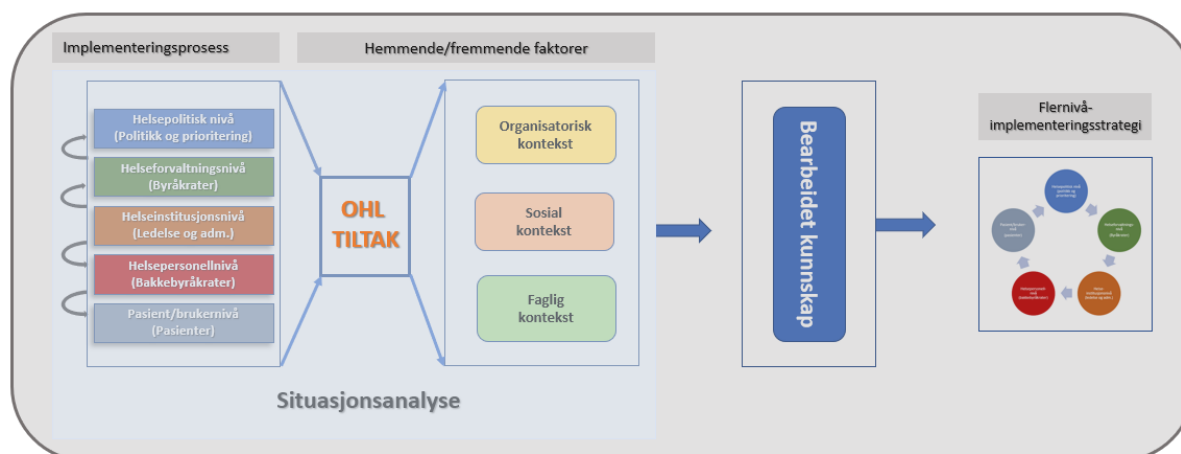 Implementeringsprosess
Hemmende/fremmende faktorer
Helsepolitisk nivå
(Politikk og prioritering)
Helseforvaltningsnivå
(Byråkrater)
Helseinstitusjonsnivå
(Ledelse og adm.)
Helsepersonellnivå
(Bakkebyråkrater)
Pasient/brukernivå
(Pasienter)
OHL
TILTAK
Organisatorisk
kontekst
Sosial
kontekst
Faglig
kontekst
Situasjonsanalyse
Bearbeidet kunnskap
Flernivå-
implementeringsstrategi